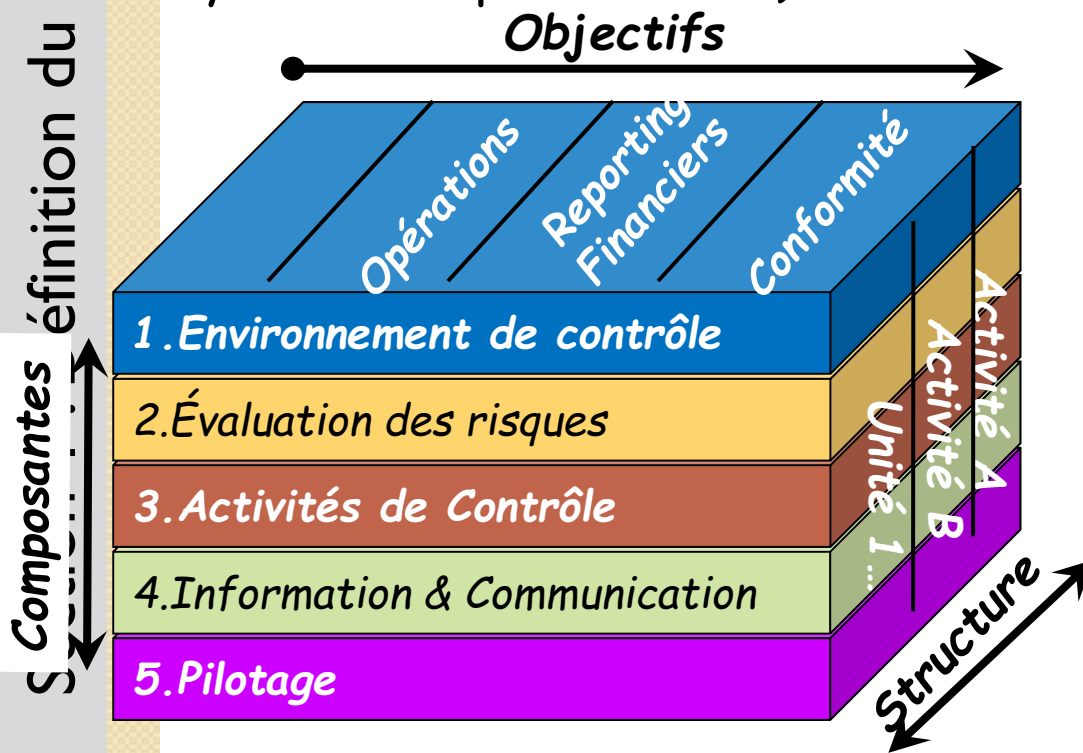 Objectifs
Opérations
Reporting
Financiers
Conformité
éfinition du
Composantes
1.Environnement de contrôle
2.Évaluation des risques
3.Activités de Contrôle
4.Information & Communication
5.Pilotage
Unité 1...
Activité B
Activité A
Structure